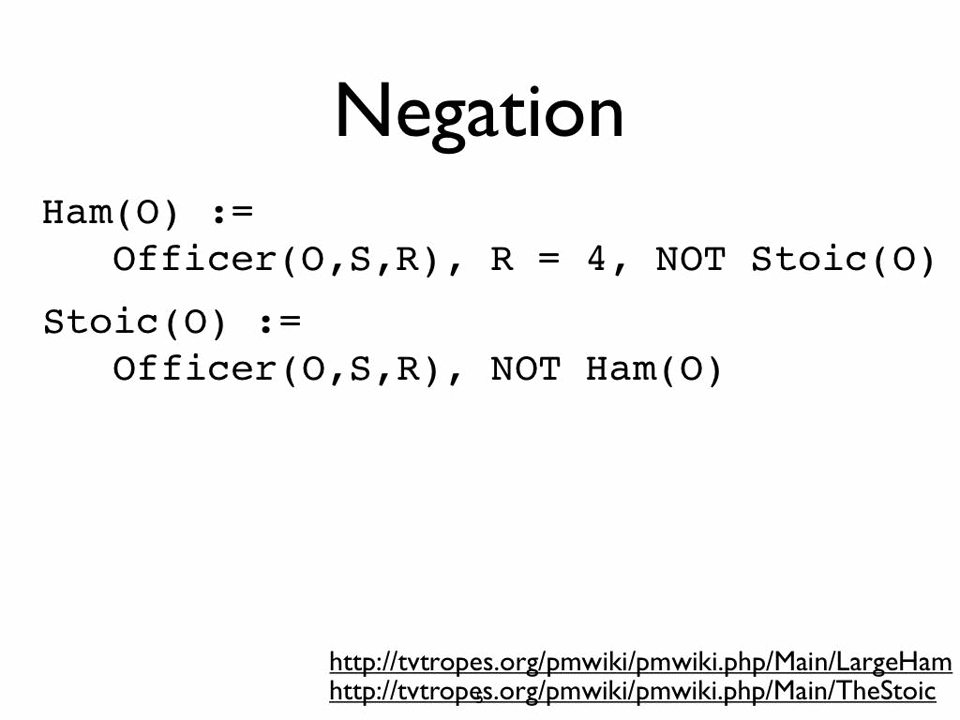 Negation
Ham(O) :=
Officer(O,S,R), R = 4, NOT Stoic(O)
Stoic(O) :=
Officer(O,S,R), NOT Ham(O)
http://tvtropes.org/pmwiki/pmwiki.php/Main/LargeHam
http://tvtropes.org/pmwiki/pmwiki.php/Main/TheStoic